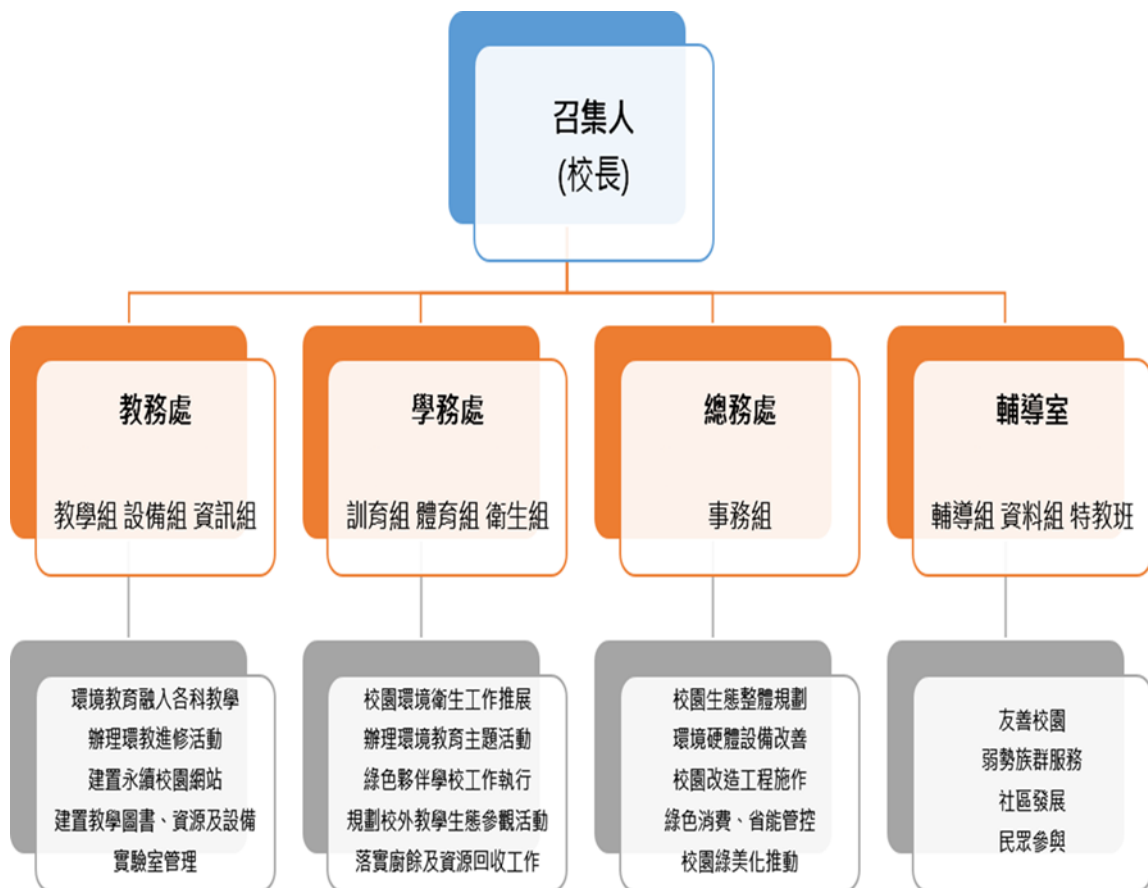 召集人
(校長)
教務處
教學組 設備組 資訊組
學務處
訓育組 體育組 衛生組
總務處
事務組
輔導室
輔導組 資料組 特教班
環境教育融入各科教學
辦理環教進修活動
建置永續校園網站
建置教學圖書、資源及設備
實驗室管理
校園環境衛生工作推展
辦理環境教育主題活動
綠色夥伴學校工作執行
規劃校外教學生態參觀活動
落實廚餘及資源回收工作
校園生態整體規劃
環境硬體設備改善
校園改造工程施作
綠色消費、省能管控
校園綠美化推動
友善校園
弱勢族群服務
社區發展
民眾參與